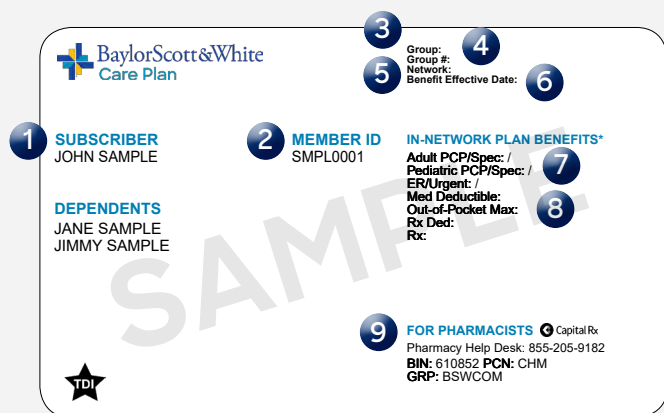 BaylorScott&White
Care Plan
3
Group:
4
Group #:
5
Network:
Benefit Effective Date:
6
1
SUBSCRIBER
JOHN SAMPLE
2
MEMBER ID
SMPL0001
DEPENDENTS
JANE SAMPLE
JIMMY SAMPLE
IN-NETWORK PLAN BENEFITS*
Adult PCP/Spec: /
7
Pediatric PCP/Spec: /
ER/Urgent: /
Med Deductible:
Out-of-Pocket Max:
8
Rx Ded:
Rx:
SAMPLE
9
FOR PHARMACISTS Capital Rx
Pharmacy Help Desk: 855-205-9182
BIN: 610852 PCN: CHM
GRP: BSWCOM
TDI